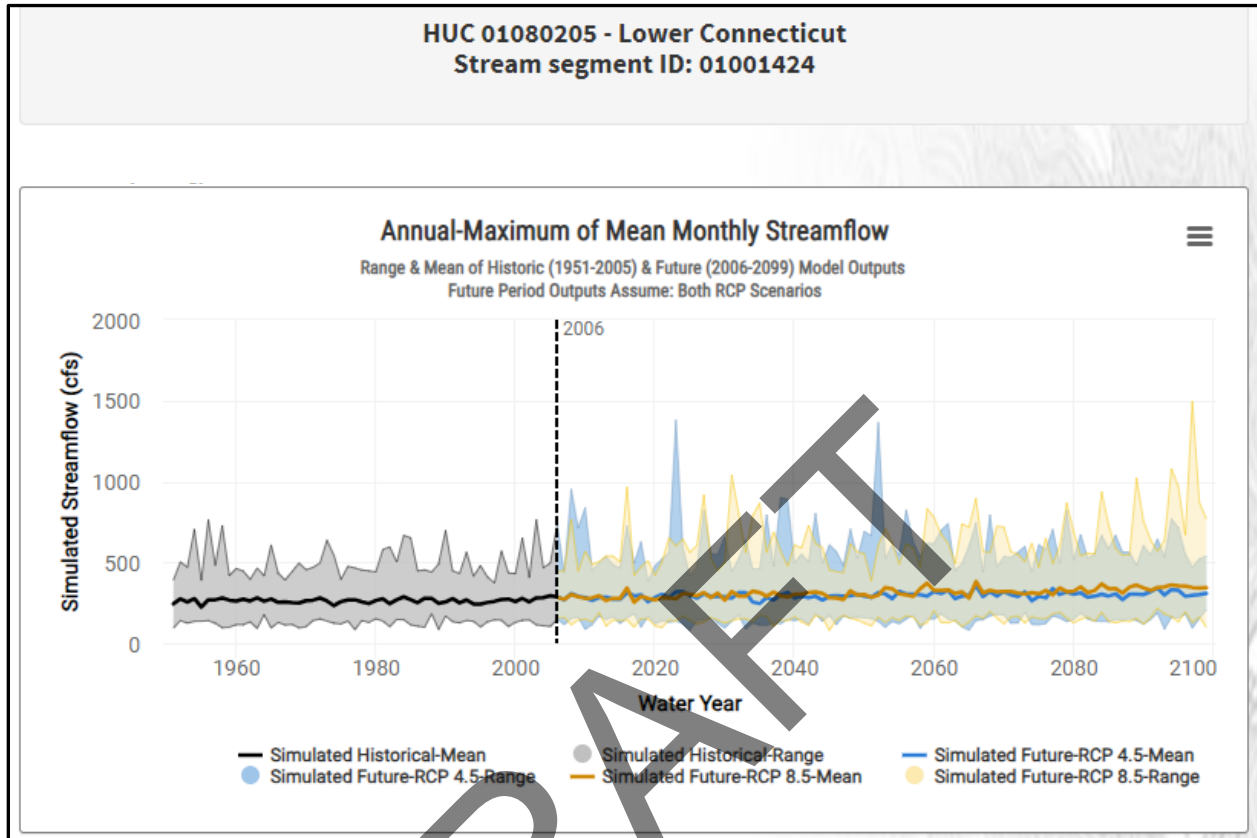 HUC 01080205 - Lower Connecticut
Stream segment ID: 01001424
Annual-Maximum of Mean Monthly Streamflow
Range & Mean of Historic (1951-2005) & Future (2006-2099) Model Outputs
Future Period Outputs Assume: Both RCP Scenarios
2000
2006
1500
1000
500
0
Simulated Streamflow (cfs)
1960 1980 2000 2020 2040 2060 2080 2100
Water Year
Simulated Historical-Mean Simulated Historical-Range Simulated Future-RCP 4.5-Mean
Simulated Future-RCP 4.5-Range Simulated Future-RCP 8.5-Mean Simulated Future-RCP 8.5-Range
DRAFT